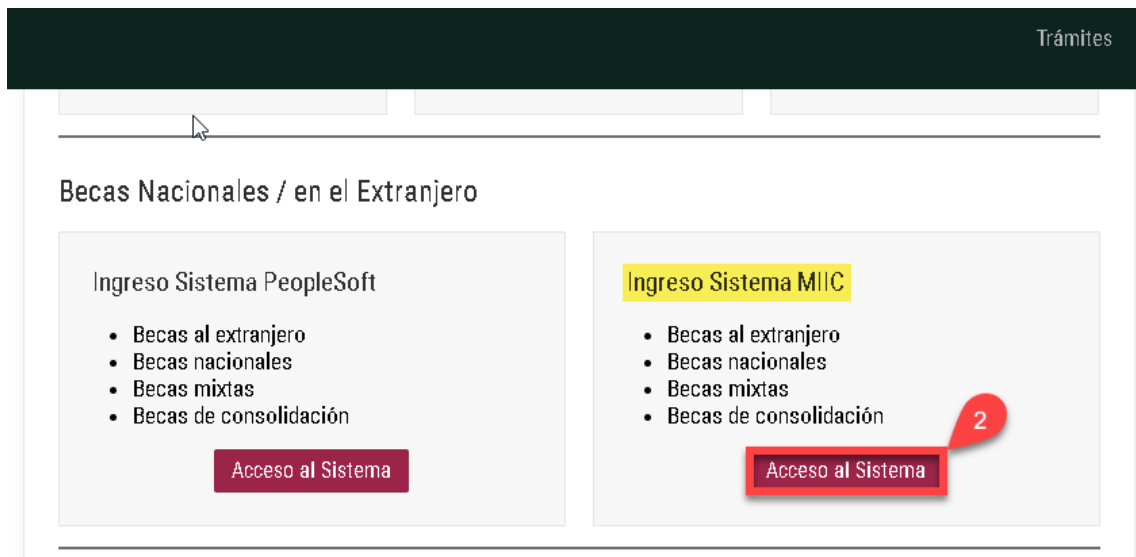 Trámites
Becas Nacionales / en el Extranjero
Ingreso Sistema PeopleSoft
• Becas al extranjero
• Becas nacionales
• Becas mixtas
• Becas de consolidación
Acceso al Sistema
Ingreso Sistema MIIC
• Becas al extranjero
• Becas nacionales
• Becas mixtas
• Becas de consolidación
2
Acceso al Sistema